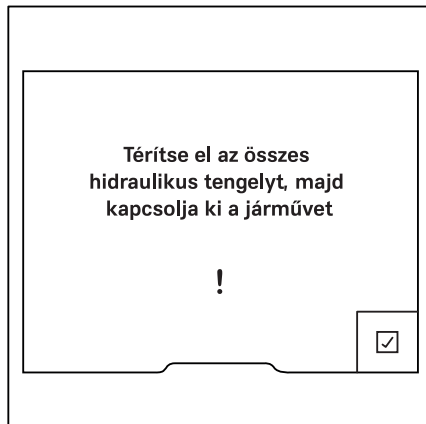 Térítse el az összes
hidraulikus tengelyt, majd
kapcsolja ki a járművet
!